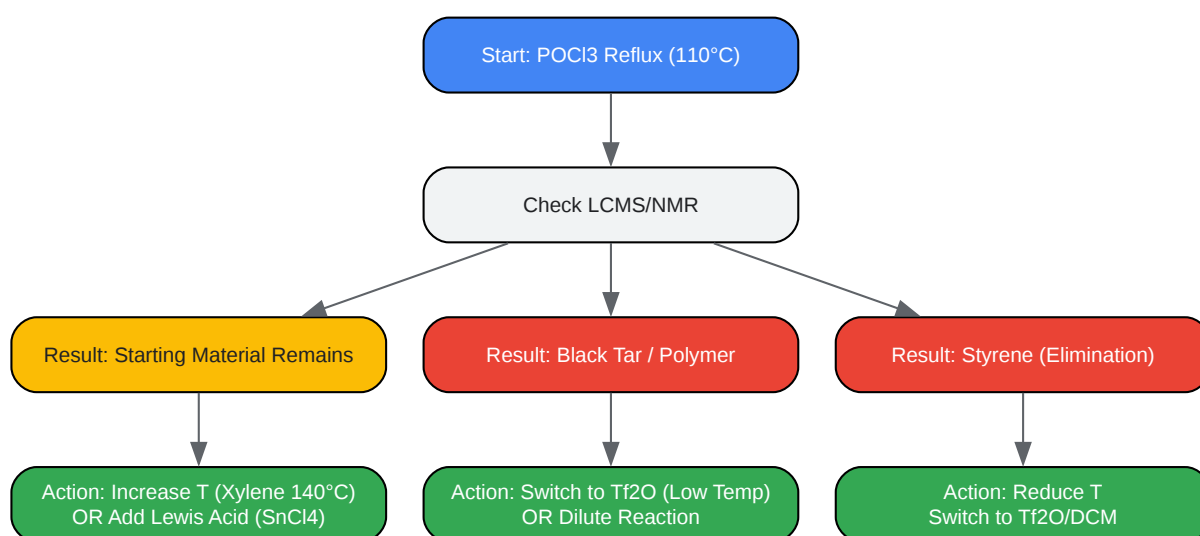 Start: POCl3 Reflux (110°C)
Check LCMS/NMR
Result: Starting Material Remains
Result: Black Tar / Polymer
Result: Styrene (Elimination)
Action: Increase T (Xylene 140°C)
OR Add Lewis Acid (SnCl4)
Action: Switch to Tf2O (Low Temp)
OR Dilute Reaction
Action: Reduce T
Switch to Tf2O/DCM